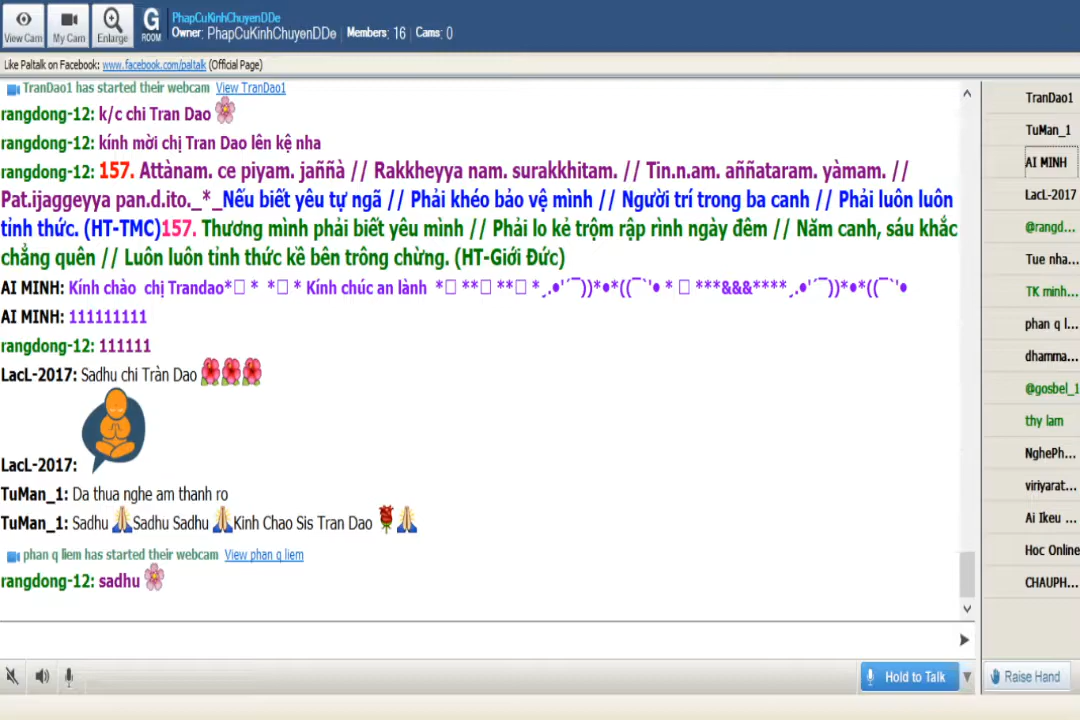 View Cam
My Cam
Enlarge
G
ROOM
PhapCuKinhChuyenDDe
Owner: PhapCuKinhChuyenDDe | Members: 16 | Cams: 0
Like Paltalk on Facebook: www.facebook.com/paltalk (Official Page)
TranDao1 has started their webcam View TranDao1
rangdong-12: k/c chi Tran Dao
rangdong-12: kính mời chị Tran Dao lên kệ nha
rangdong-12: 157. Attànam. ce piyam. jaññà // Rakkheyya nam. surakkhitam. // Tin.n.am. aññataram. yàmam. //
Pat.ijaggeyya pan.d.ito._*_Nếu biết yêu tự ngã // Phải khéo bảo vệ mình // Người trí trong ba canh // Phải luôn luôn
tỉnh thức. (HT-TMC)157. Thương mình phải biết yêu mình // Phải lo kẻ trộm rập rình ngày đêm // Năm canh, sáu khắc
chẳng quên // Luôn luôn tỉnh thức kề bên trông chừng. (HT-Giới Đức)
AI MINH: Kính chào chị Trandao*□ * *□ * Kính chúc an lành *□ **□ **□ *¸.•'´¯))*•*((¯`'• * □ ***&&&****¸.•'´¯))*•*((¯`'•
AI MINH: 111111111
rangdong-12: 111111
LacL-2017: Sadhu chi Tràn Dao
LacL-2017:
TuMan_1: Da thua nghe am thanh ro
TuMan_1: Sadhu Sadhu Sadhu Kinh Chao Sis Tran Dao
phan q liem has started their webcam View phan q liem
rangdong-12: sadhu
Hold to Talk
TranDao1
TuMan_1
AI MINH
LacL-2017
@rangd...
Tue nha...
TK minh...
phan q l...
dhamma...
@gosbel_1
thy lam
NghePh...
viriyarat...
Ai Ikeu ...
Hoc Online
CHAUPH...
Raise Hand